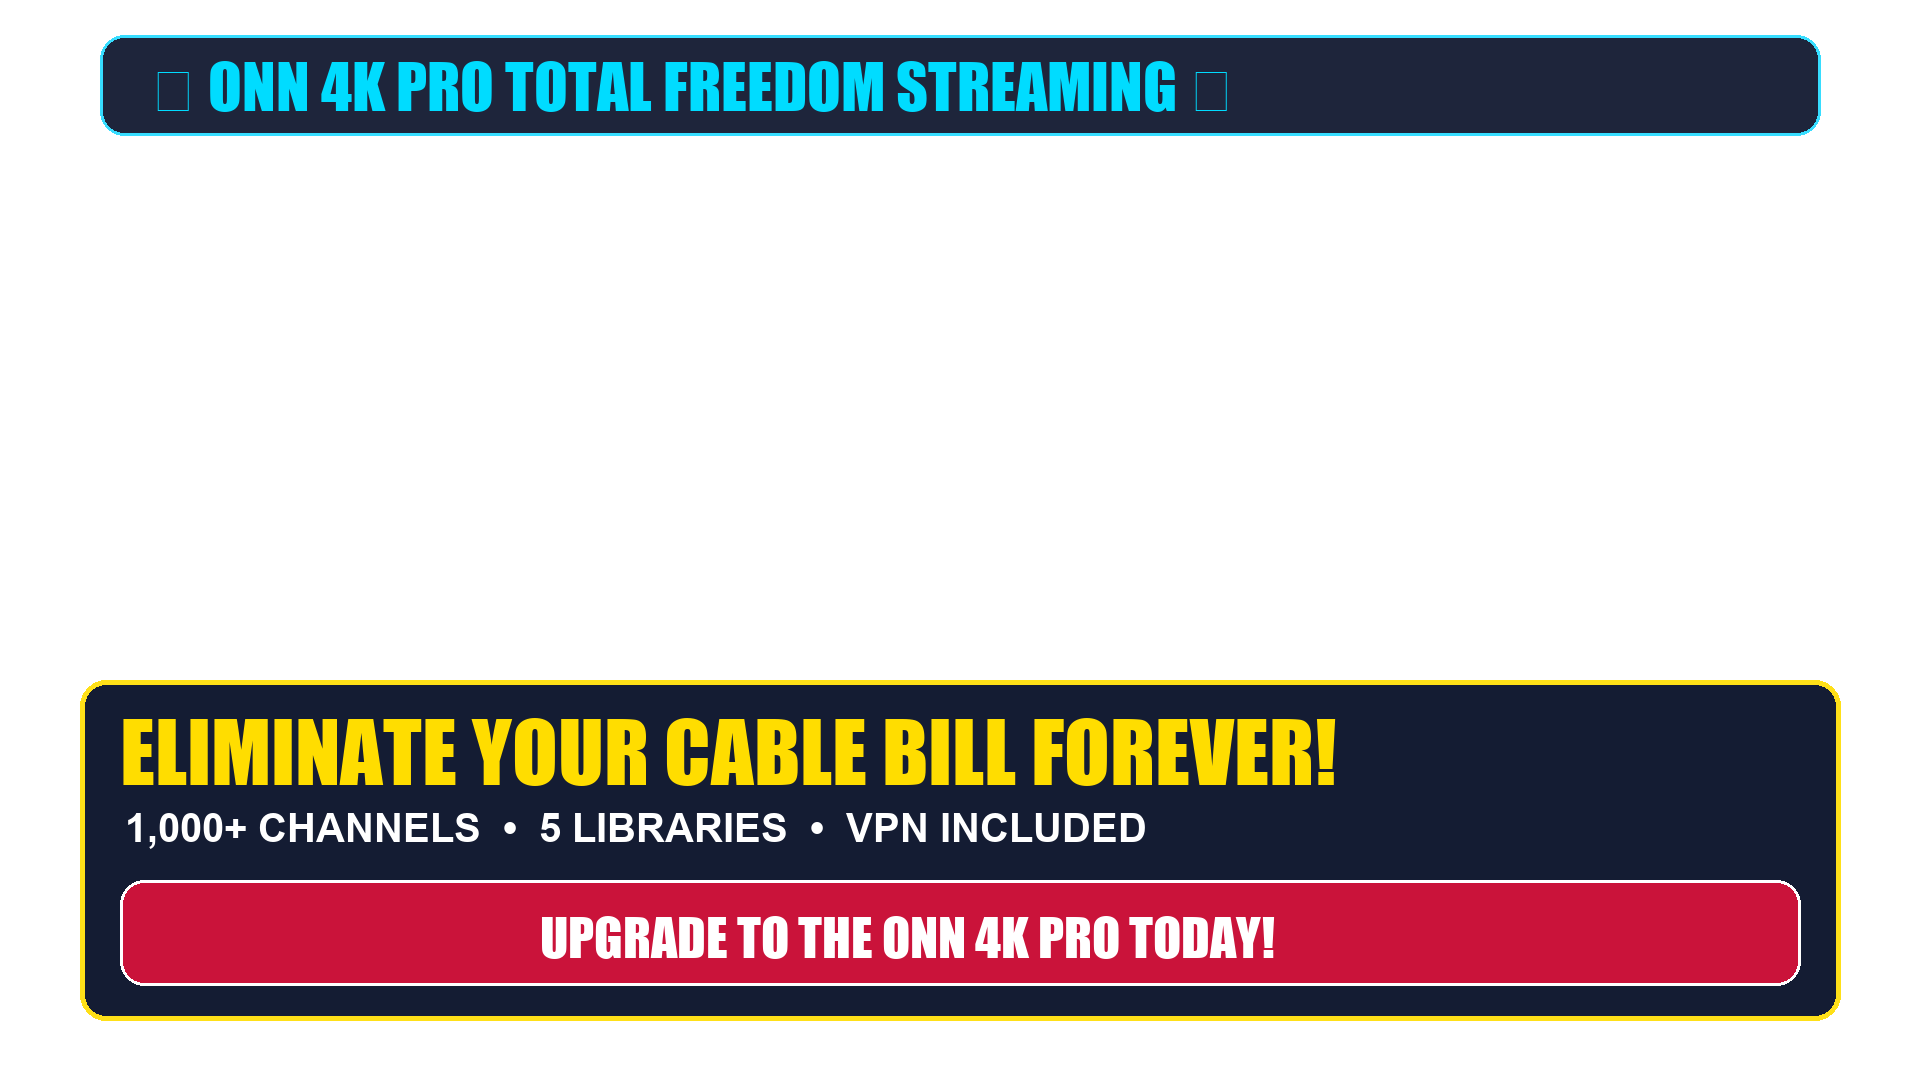 ONN 4K PRO TOTAL FREEDOM STREAMING
ELIMINATE YOUR CABLE BILL FOREVER!
1,000+ CHANNELS • 5 LIBRARIES • VPN INCLUDED
UPGRADE TO THE ONN 4K PRO TODAY!